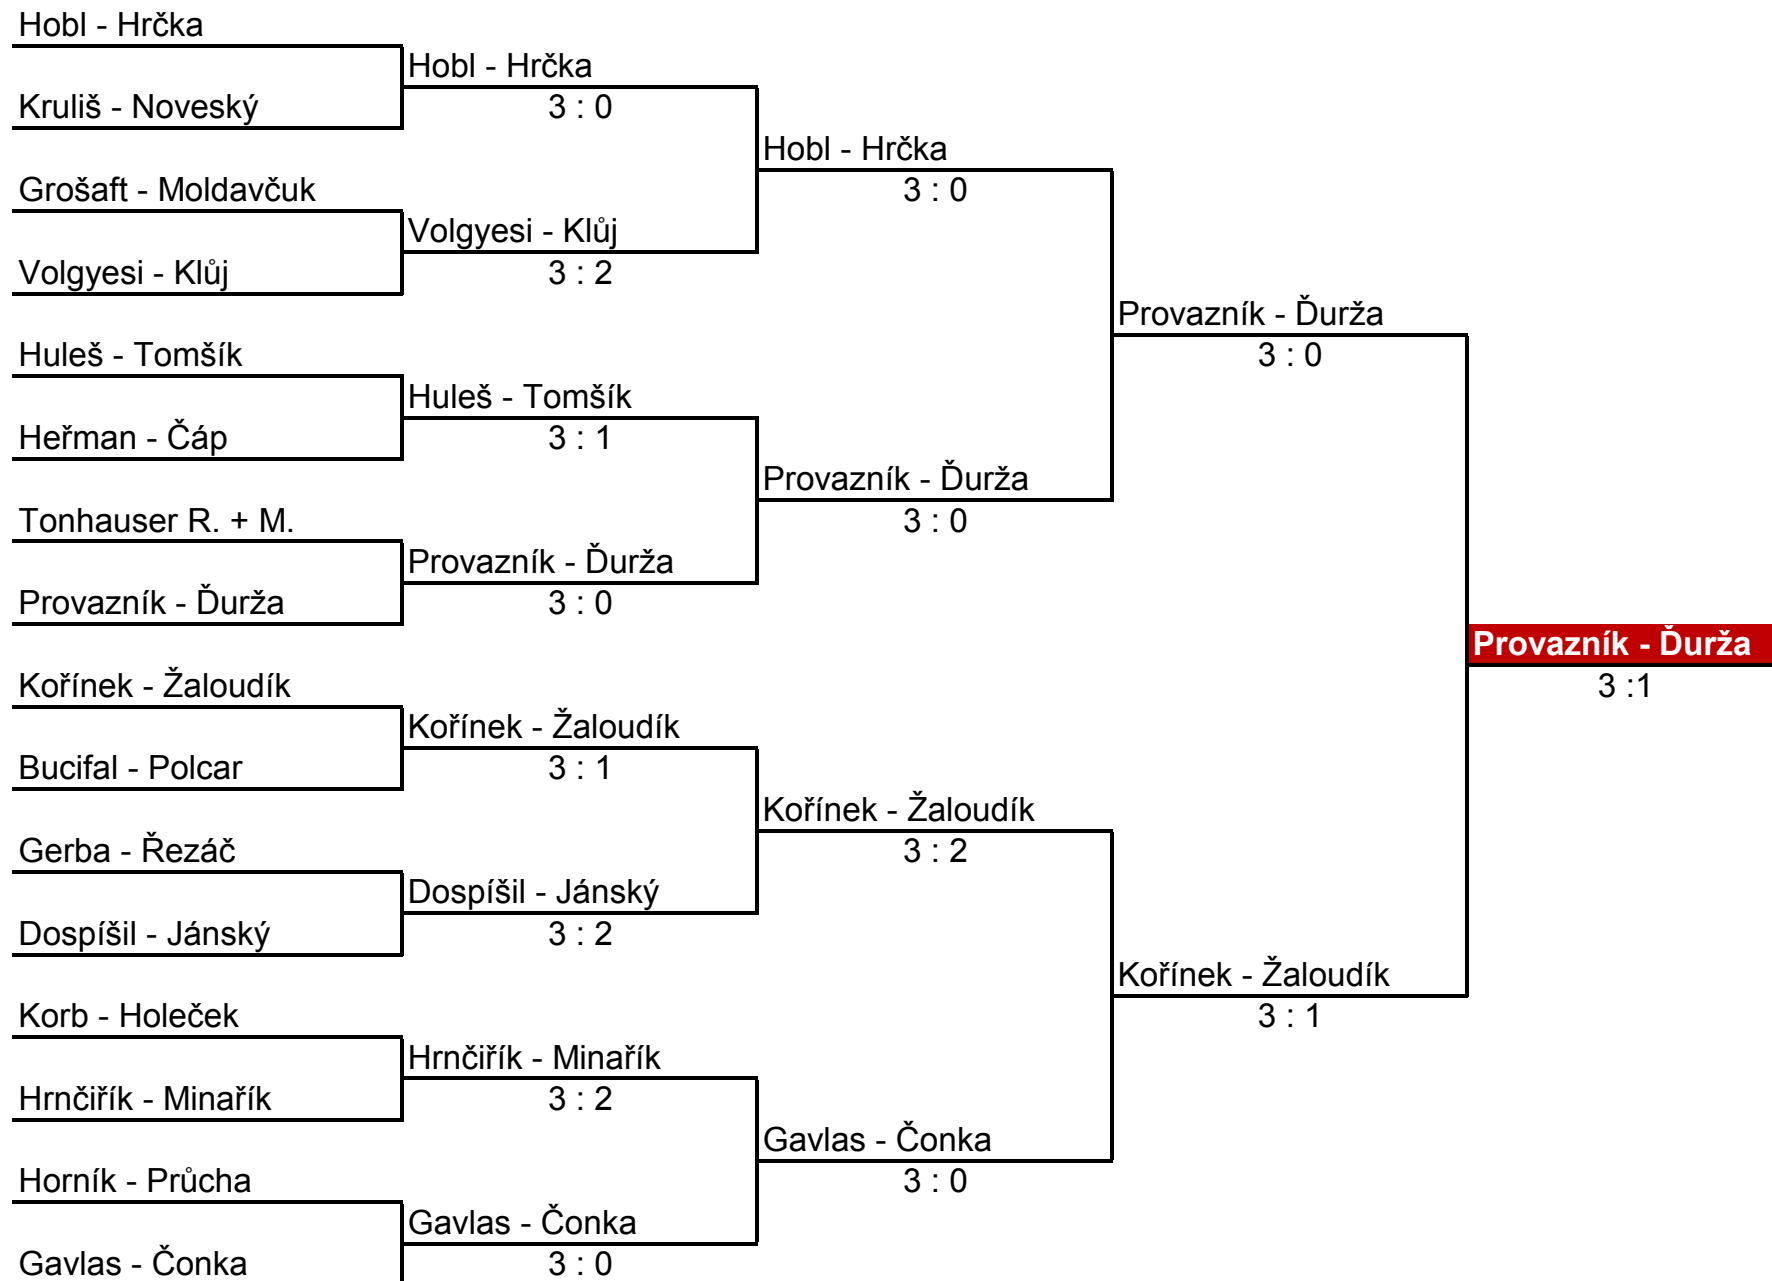 Hobl - Hrčka
Hobl - Hrčka
Kruliš - Noveský
3 : 0
Hobl - Hrčka
Grošaft - Moldavčuk
3 : 0
Volgyesi - Klůj
Volgyesi - Klůj
3 : 2
Provazník - Ďurža
Huleš - Tomšík
3 : 0
Huleš - Tomšík
Heřman - Čáp
3 : 1
Provazník - Ďurža
Tonhauser R. + M.
3 : 0
Provazník - Ďurža
Provazník - Ďurža
3 : 0
Provazník - Ďurža
Kořínek - Žaloudík
3 :1
Kořínek - Žaloudík
Bucifal - Polcar
3 : 1
Kořínek - Žaloudík
Gerba - Řezáč
3 : 2
Dospíšil - Jánský
Dospíšil - Jánský
3 : 2
Kořínek - Žaloudík
Korb - Holeček
3 : 1
Hrnčiřík - Minařík
Hrnčiřík - Minařík
3 : 2
Gavlas - Čonka
Horník - Průcha
3 : 0
Gavlas - Čonka
Gavlas - Čonka
3 : 0